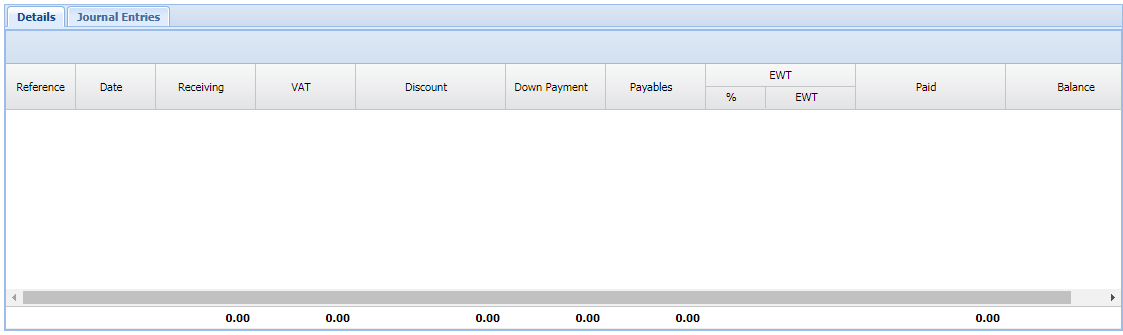 Details Journal Entries
Reference Date Receiving VAT Discount Down Payment Payables EWT Paid Balance
% EWT
0.00 0.00 0.00 0.00 0.00 0.00